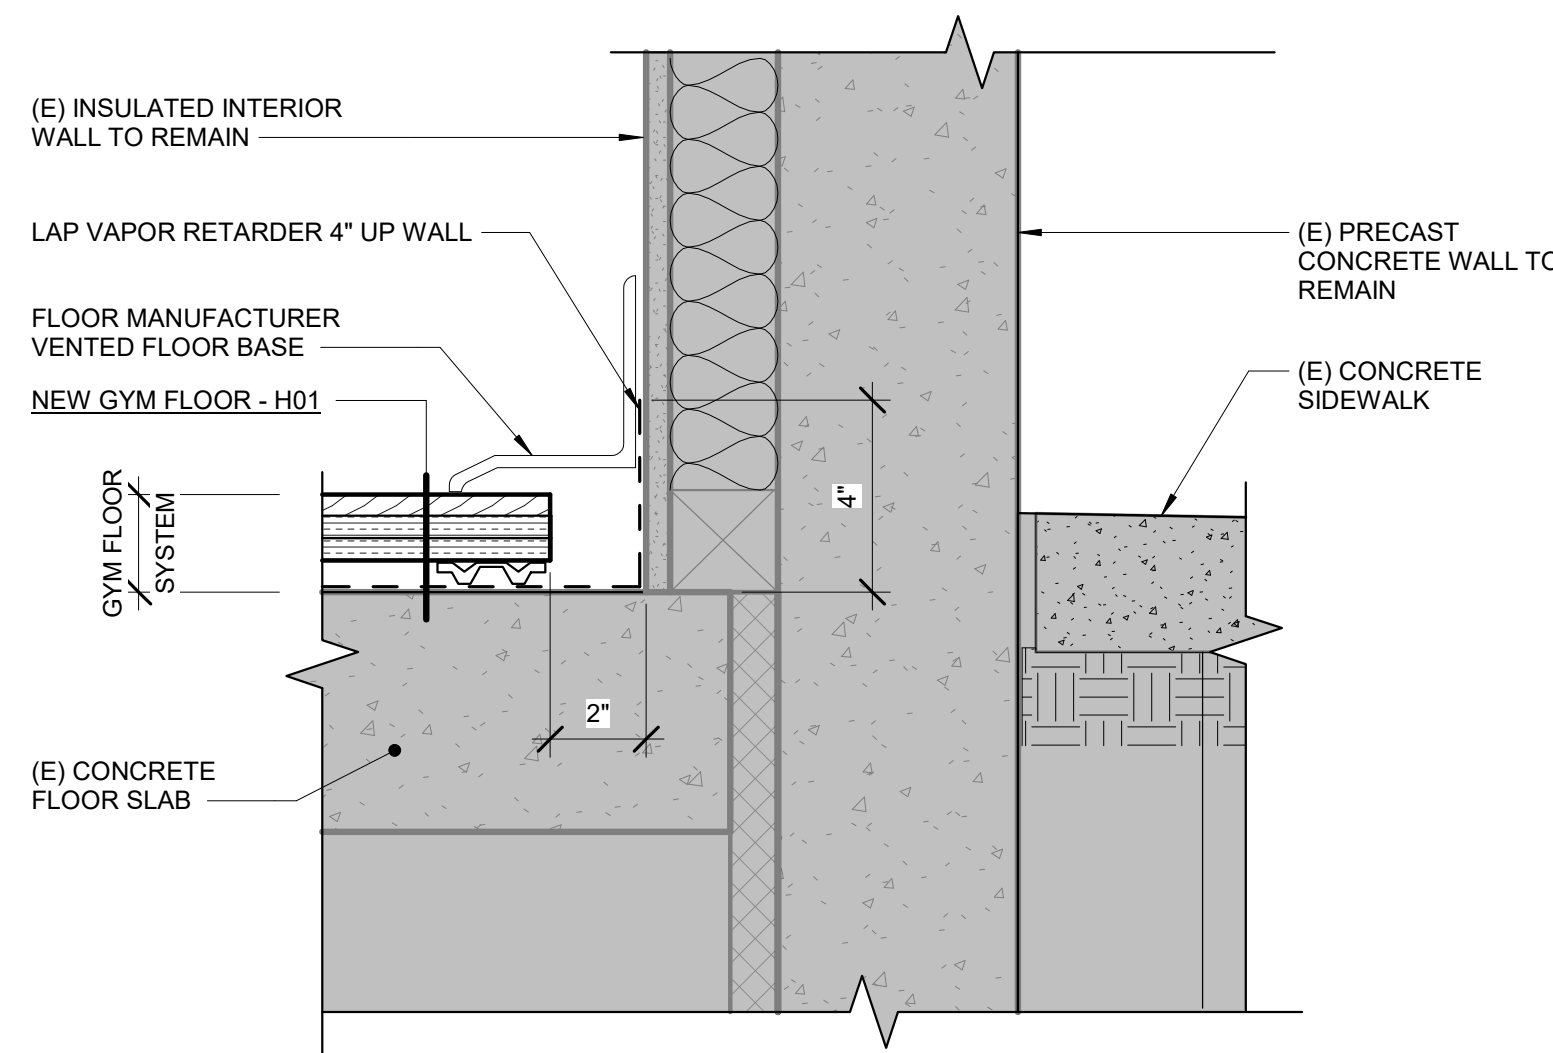 (E) INSULATED INTERIOR
WALL TO REMAIN
LAP VAPOR RETARDER 4" UP WALL
FLOOR MANUFACTURER
VENTED FLOOR BASE
NEW GYM FLOOR - H01
GYM FLOOR
SYSTEM
(E) CONCRETE
FLOOR SLAB
2"
4"
(E) PRECAST
CONCRETE WALL TO
REMAIN
(E) CONCRETE
SIDEWALK